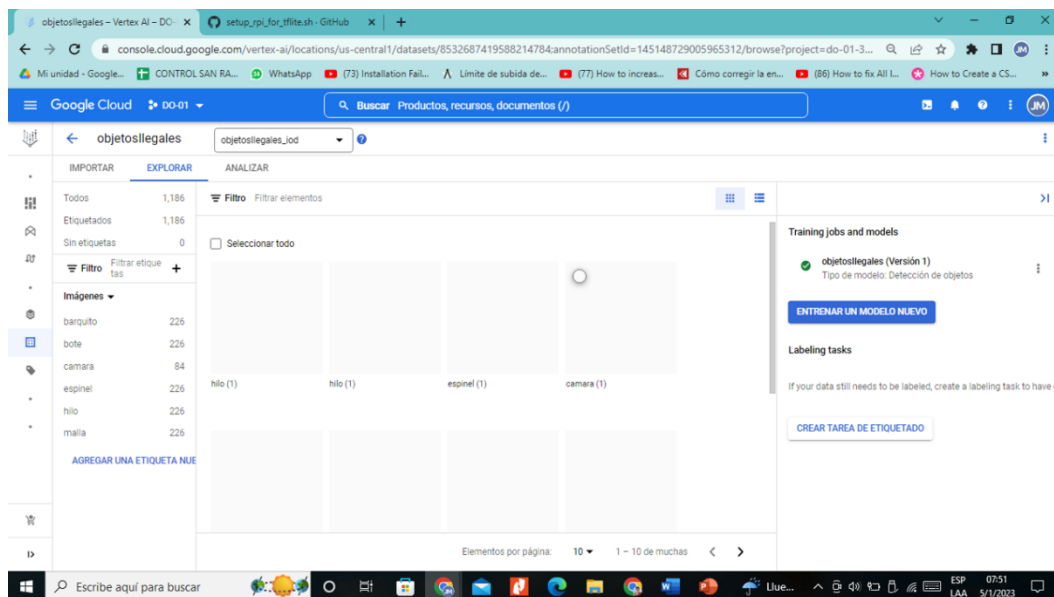 objetosIlegales – Vertex AI – DO-
setup_rpi_for_tflite.sh · GitHub
console.cloud.google.com/vertex-ai/locations/us-central1/datasets/8532687419588214784;annotationSetId=145148729005965312/browse?project=do-01-3...
JM
Mi unidad - Google...
CONTROL SAN RA...
WhatsApp
(73) Installation Fail...
Límite de subida de...
(77) How to increas...
Cómo corregir la en...
(86) How to fix All I...
How to Create a CS...
»
Google Cloud
DO-01
Buscar Productos, recursos, documentos (/)
JM
objetosIlegales
objetosIlegales_iod
IMPORTAR
EXPLORAR
ANALIZAR
Todos 1,186
Etiquetados 1,186
Sin etiquetas 0
Filtro Filtrar etique
tas
Imágenes
barquito 226
bote 226
camara 84
espinel 226
hilo 226
malla 226
AGREGAR UNA ETIQUETA NUE
Filtro Filtrar elementos
Seleccionar todo
hilo (1)
hilo (1)
espinel (1)
camara (1)
Elementos por página: 10
1 – 10 de muchas
Training jobs and models
objetosIlegales (Versión 1)
Tipo de modelo: Detección de objetos
ENTRENAR UN MODELO NUEVO
Labeling tasks
If your data still needs to be labeled, create a labeling task to have
CREAR TAREA DE ETIQUETADO
Escribe aquí para buscar
Llue...
ESP
LAA
07:51
5/1/2023